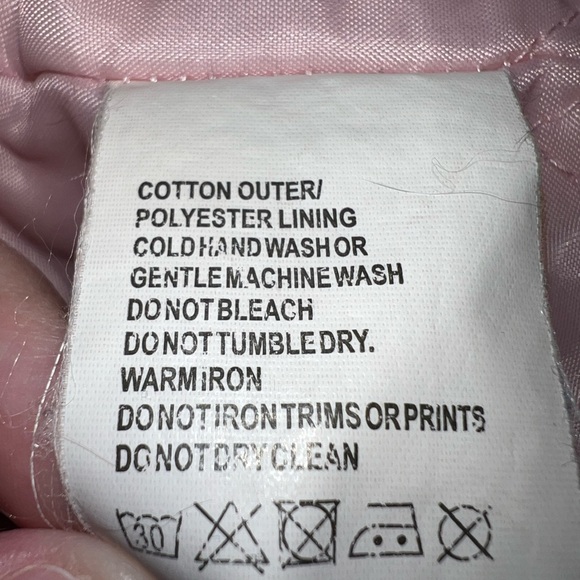 COTTON OUTER/
POLYESTER LINING
COLD HAND WASH OR
GENTLE MACHINE WASH
DO NOT BLEACH
DO NOT TUMBLE DRY.
WARM iRON
DO NOT IRON TRIMS OR PRINTS
DO NOT DRY CLEAN
30